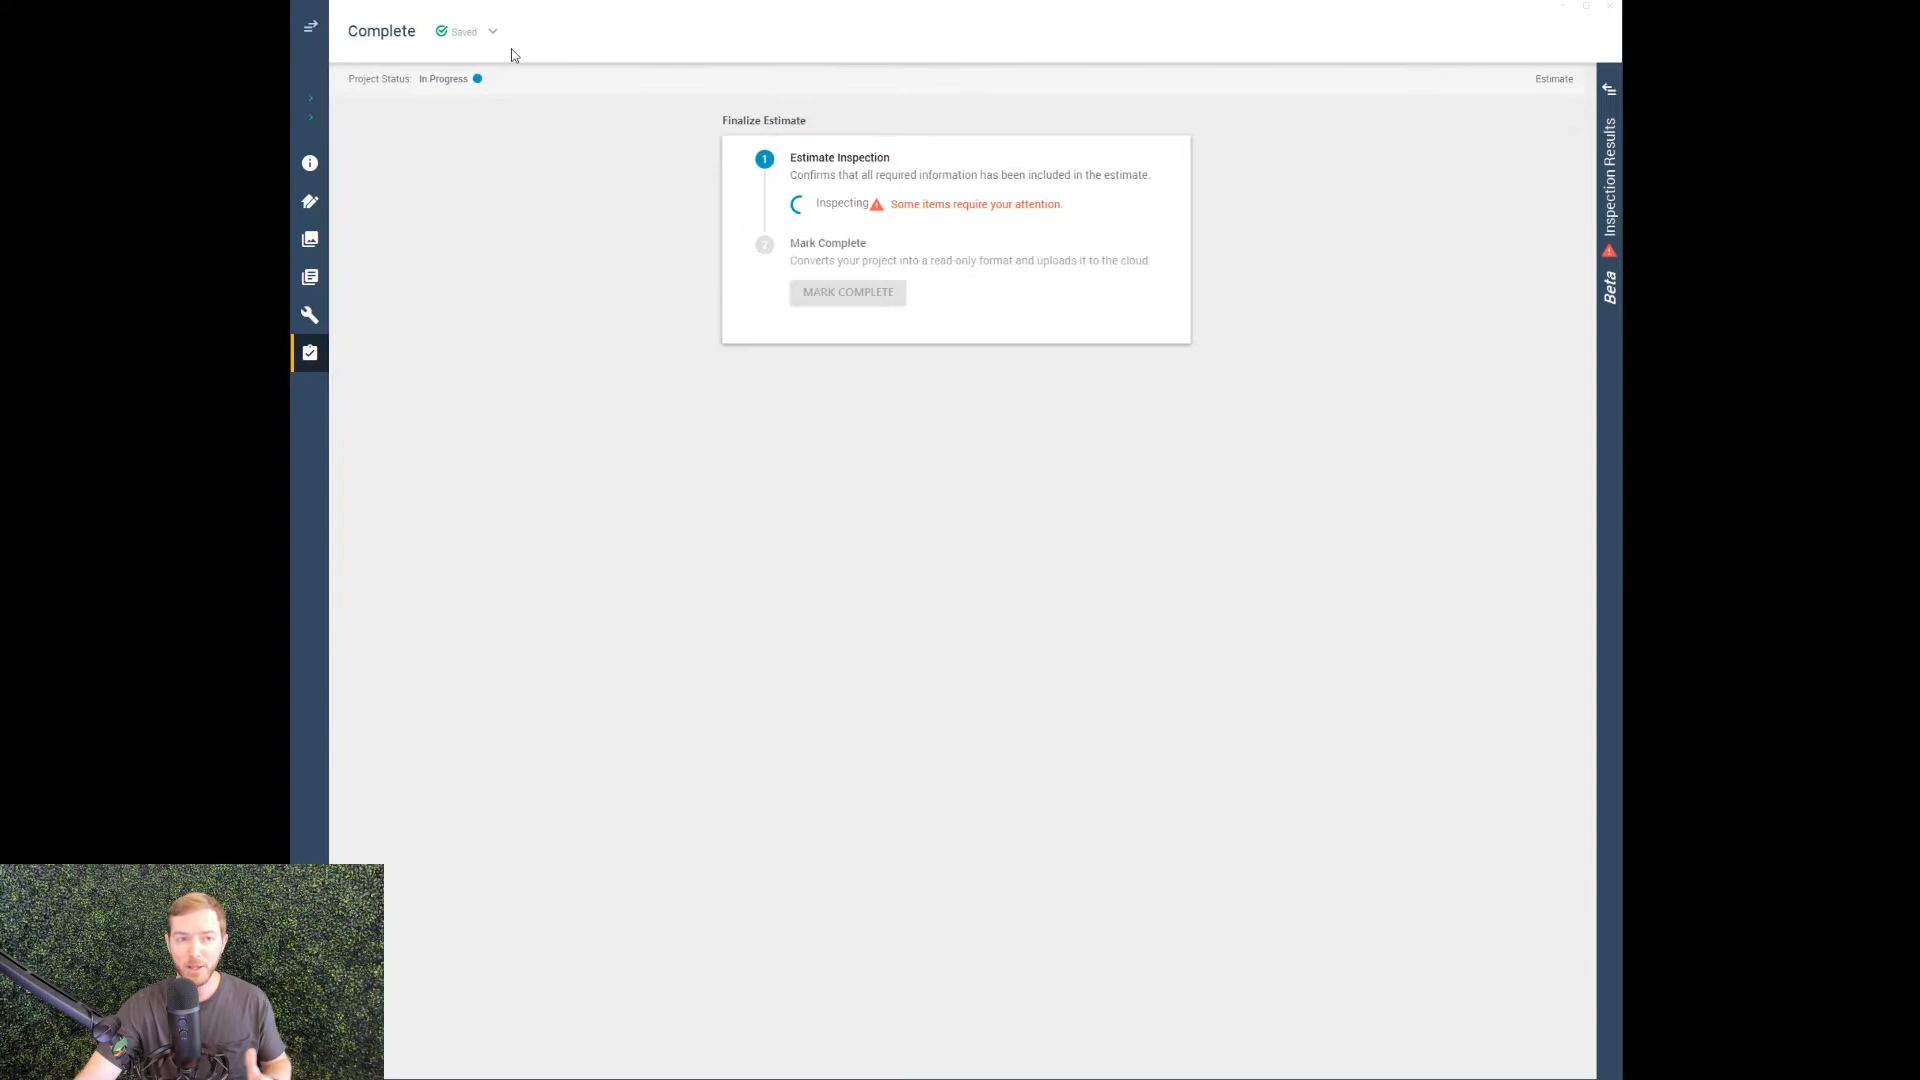 Complete
Saved
Project Status: In Progress
Estimate
Finalize Estimate
1 Estimate Inspection
Confirms that all required information has been included in the estimate.
Inspecting Some items require your attention.
2 Mark Complete
Converts your project into a read-only format and uploads it to the cloud.
MARK COMPLETE
Inspection Results
Beta